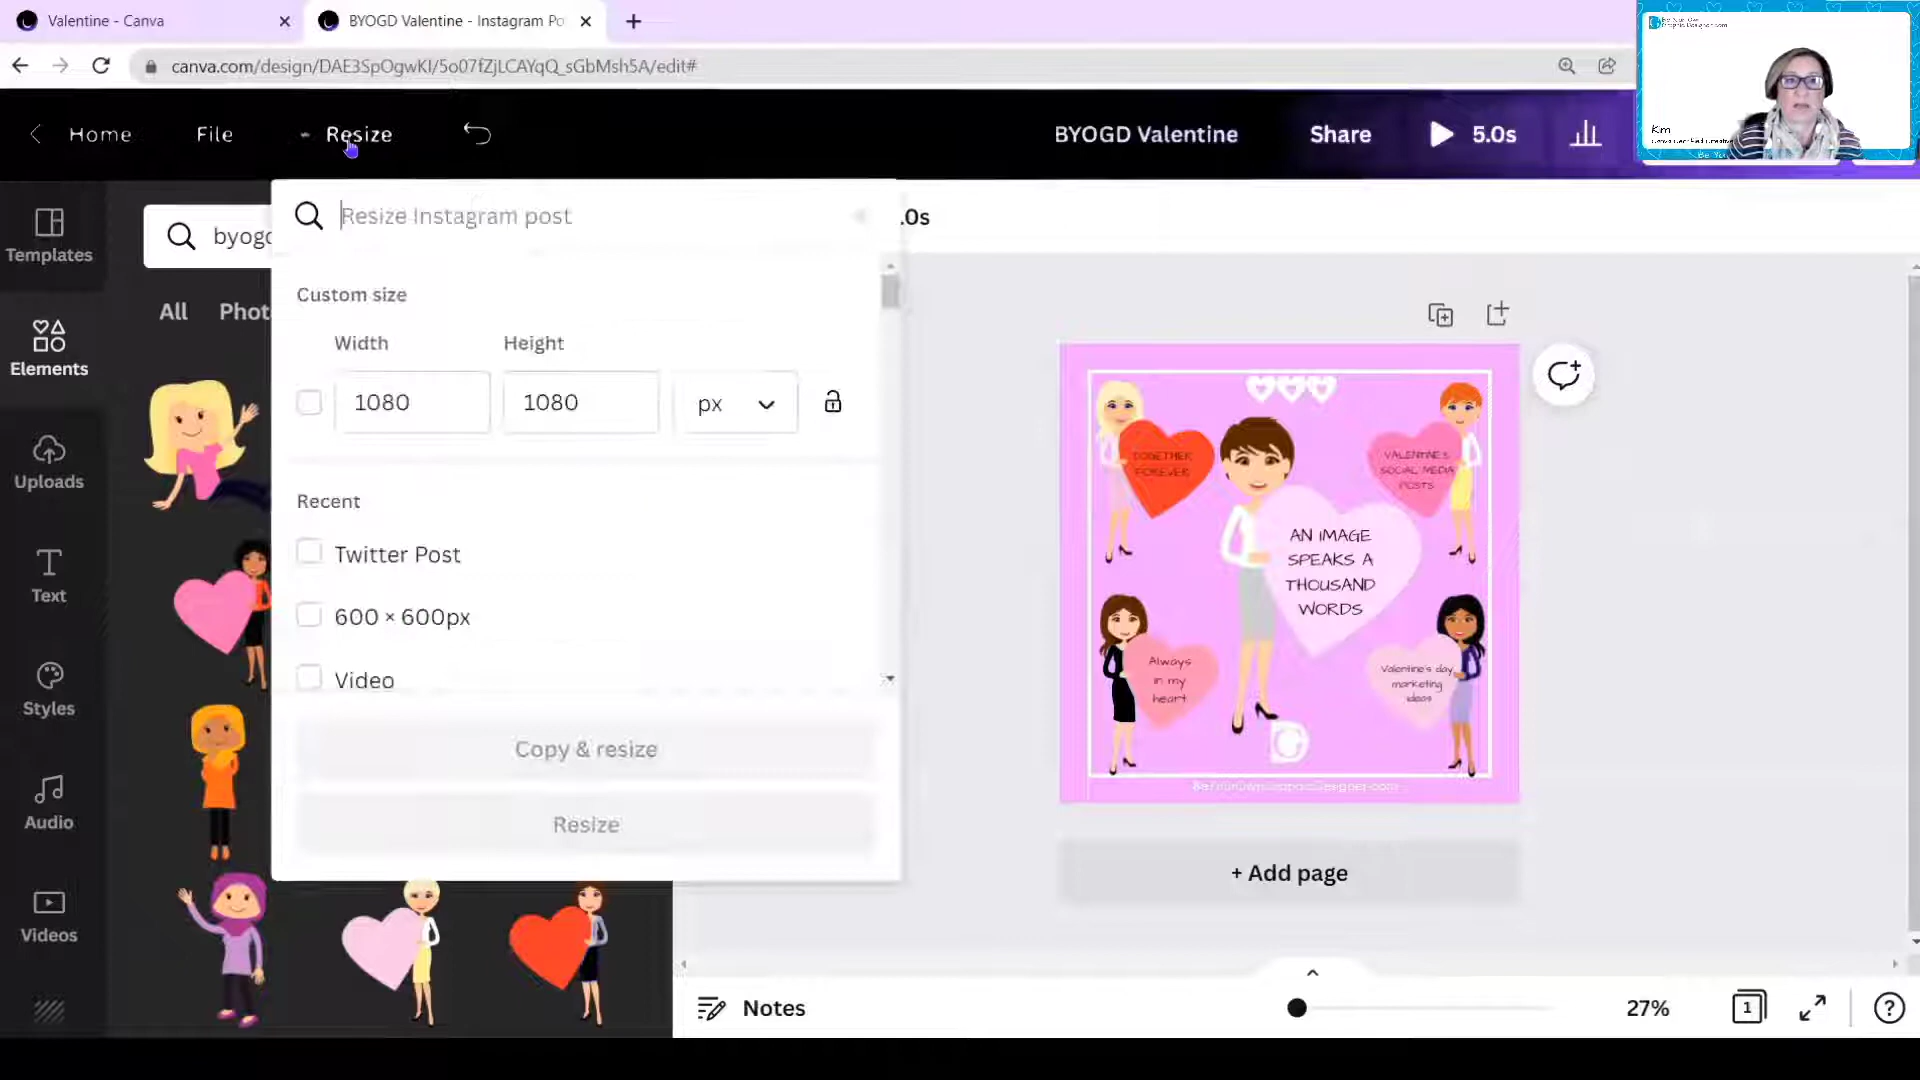 Valentine - Canva
BYOGD Valentine - Instagram Po
canva.com/design/DAE3SpOgwKI/5o07fZjLCAYqQ_sGbMsh5A/edit#
Home
File
Resize
BYOGD Valentine
Share
5.0s
Kim
Templates
Elements
Uploads
Text
Styles
Audio
Videos
byogd
All
Phot
Resize Instagram post
.0s
Custom size
Width
Height
1080
1080
px
Recent
Twitter Post
600 × 600px
Video
Copy & resize
Resize
TOGETHER
FOREVER
VALENTINE'S
SOCIAL MEDIA
POSTS
AN IMAGE
SPEAKS A
THOUSAND
WORDS
Always
in my
heart
Valentine's day
marketing
ideas
BeYourOwnGraphicDesigner.com
+ Add page
Notes
27%
1